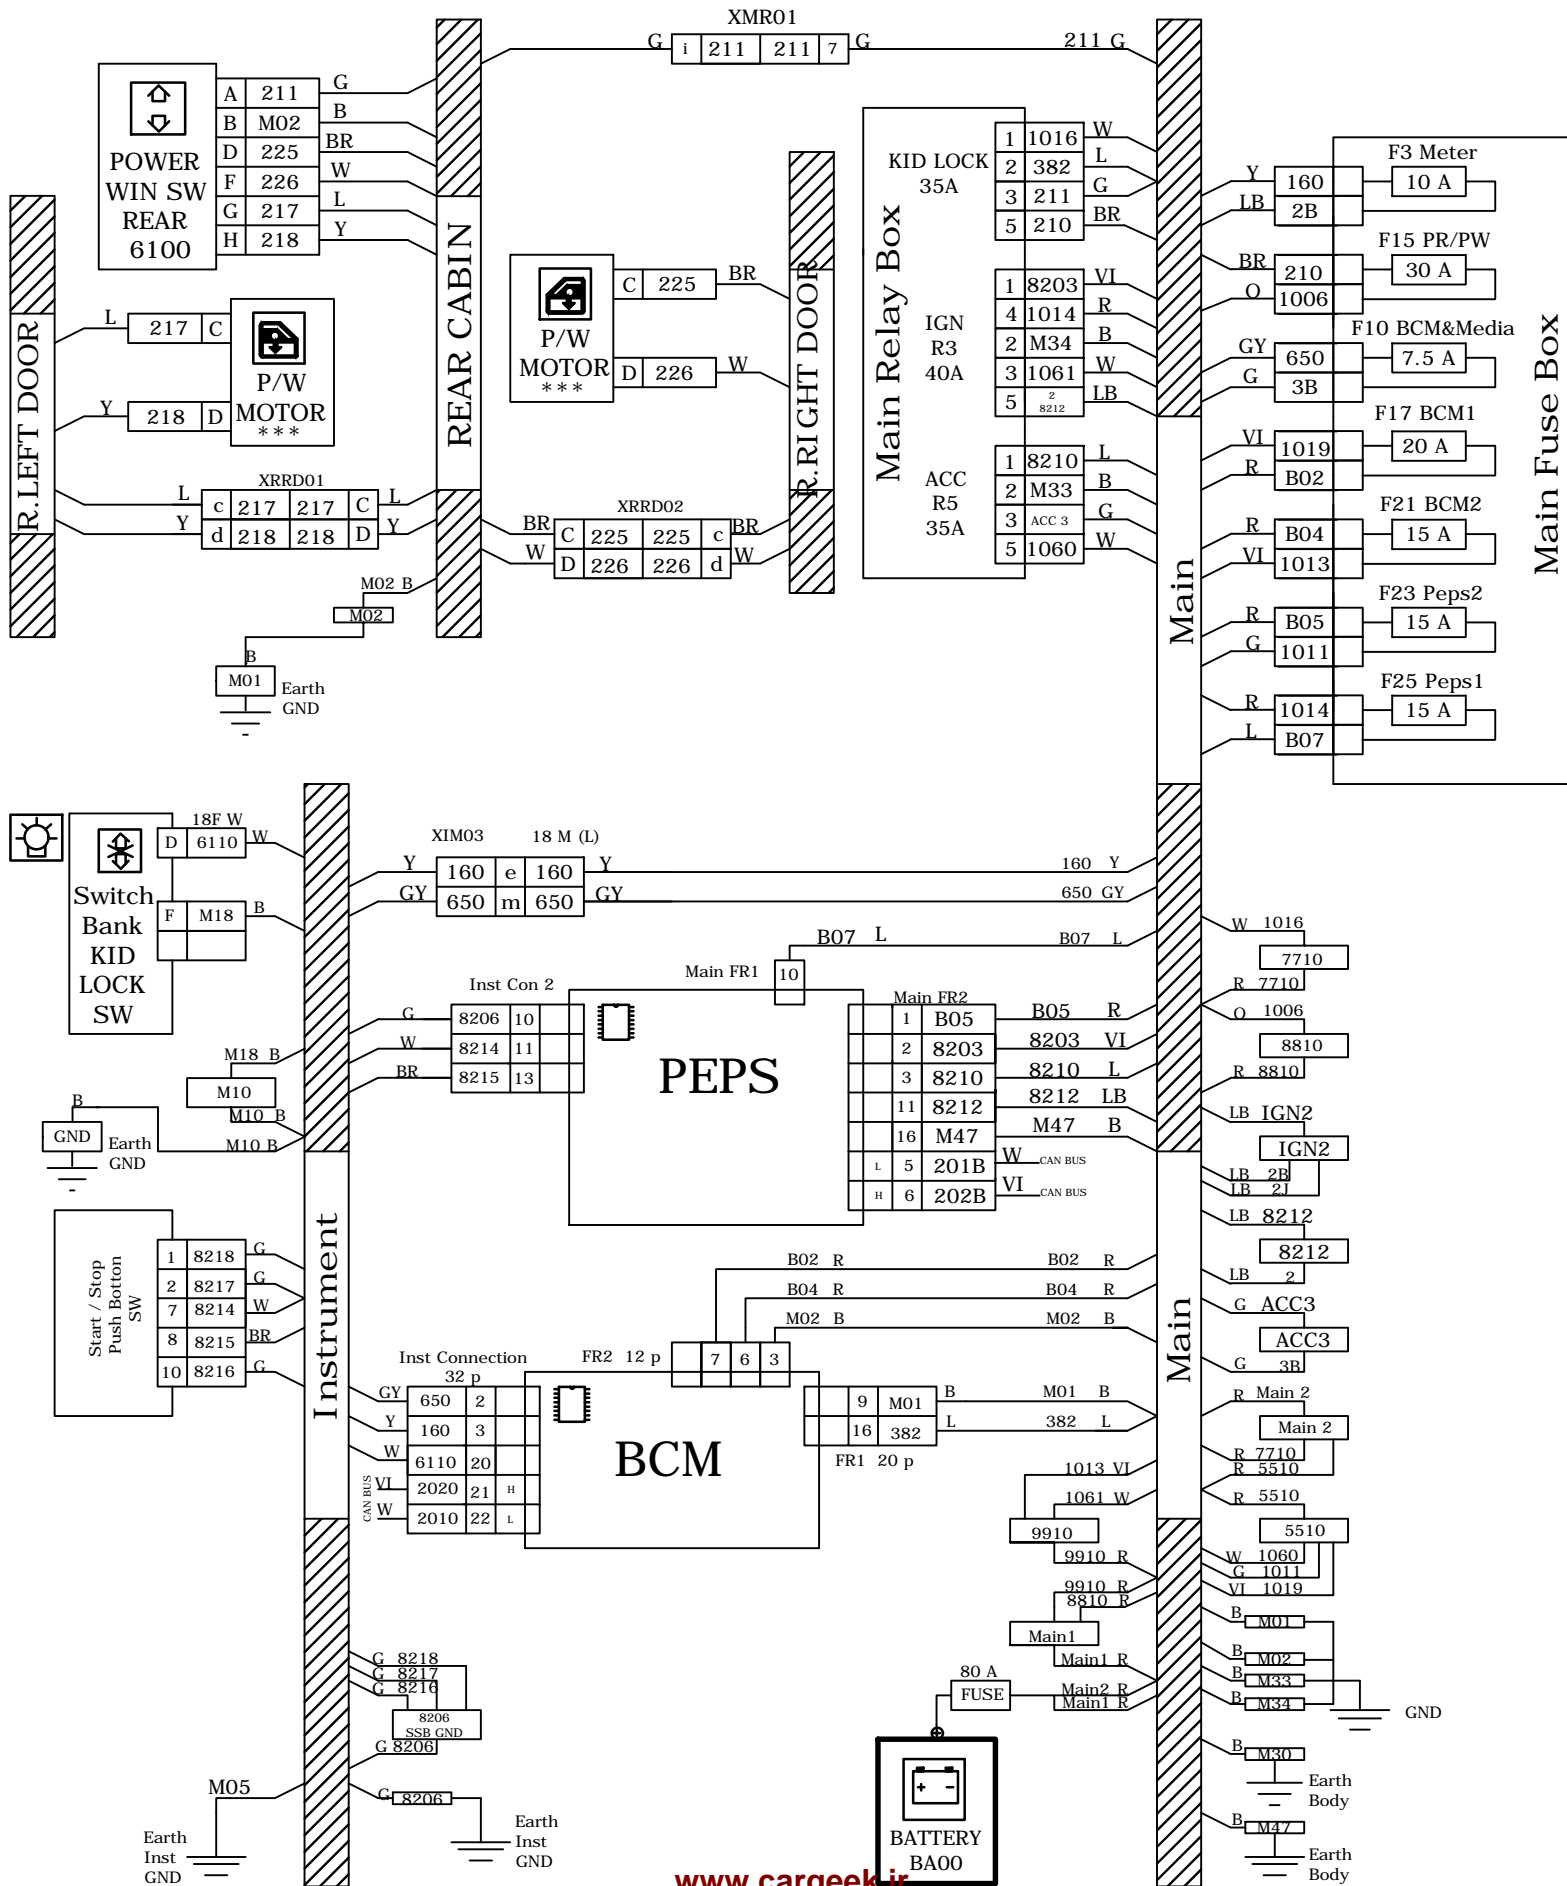 XMR01
G i 211 211 7 G 211 G
POWER
WIN SW
REAR
6100
A 211 G
B M02 B
D 225 BR
F 226 W
G 217 L
H 218 Y
R.LEFT DOOR
L 217 C
Y 218 D
P/W
MOTOR
***
XRRD01
L c 217 217 C L
Y d 218 218 D Y
REAR CABIN
M02 B
M02
B
M01
Earth
GND
P/W
MOTOR
***
C 225 BR
D 226 W
R.RIGHT DOOR
XRRD02
BR C 225 225 c BR
W D 226 226 d W
Main Relay Box
KID LOCK
35A
1 1016 W
2 382 L
3 211 G
5 210 BR
IGN
R3
40A
1 8203 VI
4 1014 R
2 M34 B
3 1061 W
5 2 8212 LB
ACC
R5
35A
1 8210 L
2 M33 B
3 ACC 3 G
5 1060 W
Main
Main Fuse Box
F3 Meter
Y 160 10 A
LB 2B
F15 PR/PW
BR 210 30 A
O 1006
F10 BCM&Media
GY 650 7.5 A
G 3B
F17 BCM1
VI 1019 20 A
R B02
F21 BCM2
R B04 15 A
VI 1013
F23 Peps2
R B05 15 A
G 1011
F25 Peps1
R 1014 15 A
L B07
18F W
D 6110 W
F M18 B
Switch
Bank
KID
LOCK
SW
M18 B
M10
M10 B
M10 B
B
GND
Earth
GND
Start / Stop
Push Botton
SW
1 8218 G
2 8217 G
7 8214 W
8 8215 BR
10 8216 G
Instrument
XIM03 18 M (L)
Y 160 e 160 Y 160 Y
GY 650 m 650 GY 650 GY
B07 L B07 L
Main FR1 10
Inst Con 2
G 8206 10
W 8214 11
BR 8215 13
PEPS
Main FR2
1 B05 B05 R
2 8203 8203 VI
3 8210 8210 L
11 8212 8212 LB
16 M47 M47 B
L 5 201B W CAN BUS
H 6 202B VI CAN BUS
B02 R B02 R
B04 R B04 R
M02 B M02 B
FR2 12 p 7 6 3
Inst Connection
32 p
GY 650 2
Y 160 3
W 6110 20
VI 2020 21 H
W 2010 22 L
CAN BUS
BCM
9 M01 B M01 B
16 382 L 382 L
FR1 20 p
1013 VI
1061 W
9910
9910 R
9910 R
8810 R
Main1
Main1 R
80 A
FUSE
Main2 R
Main1 R
BATTERY
BA00
Main
W 1016
7710
R 7710
O 1006
8810
R 8810
LB IGN2
IGN2
LB 2B
LB 2J
LB 8212
8212
LB 2
G ACC3
ACC3
G 3B
R Main 2
Main 2
R 7710
R 5510
R 5510
5510
W 1060
G 1011
VI 1019
B M01
B M02
B M33
B M34
GND
B M30
Earth
Body
B M47
Earth
Body
G 8218
G 8217
G 8216
8206
SSB GND
G 8206
M05
G 8206
Earth
Inst
GND
Earth
Inst
GND
www.cargeek.ir